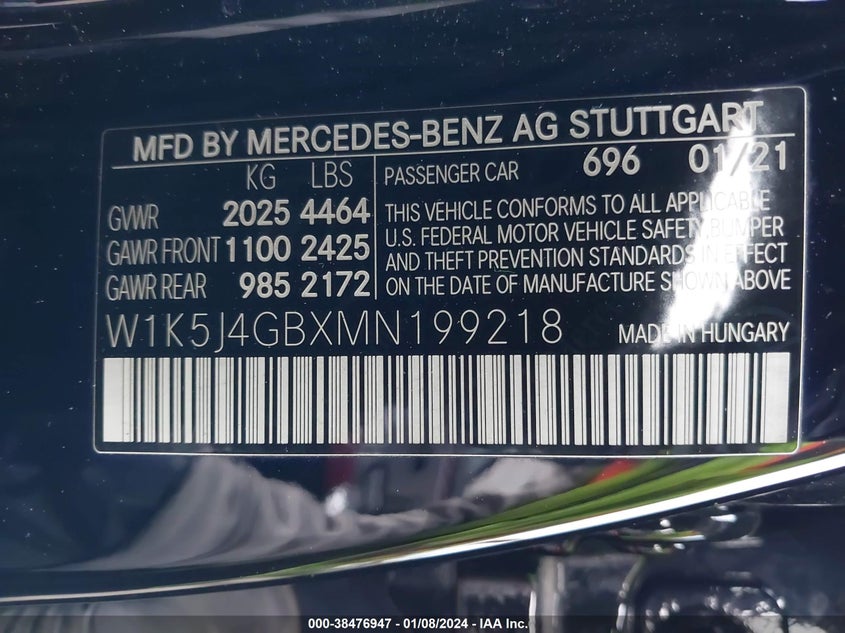 MFD BY MERCEDES-BENZ AG STUTTGART
KG LBS
GVWR 2025 4464
GAWR FRONT 1100 2425
GAWR REAR 985 2172
PASSENGER CAR 696 01/21
THIS VEHICLE CONFORMS TO ALL APPLICABLE
U.S. FEDERAL MOTOR VEHICLE SAFETY, BUMPER
AND THEFT PREVENTION STANDARDS IN EFFECT
ON THE DATE OF MANUFACTURE SHOWN ABOVE
W1K5J4GBXMN199218 MADE IN HUNGARY
000-38476947 - 01/08/2024 - IAA Inc.